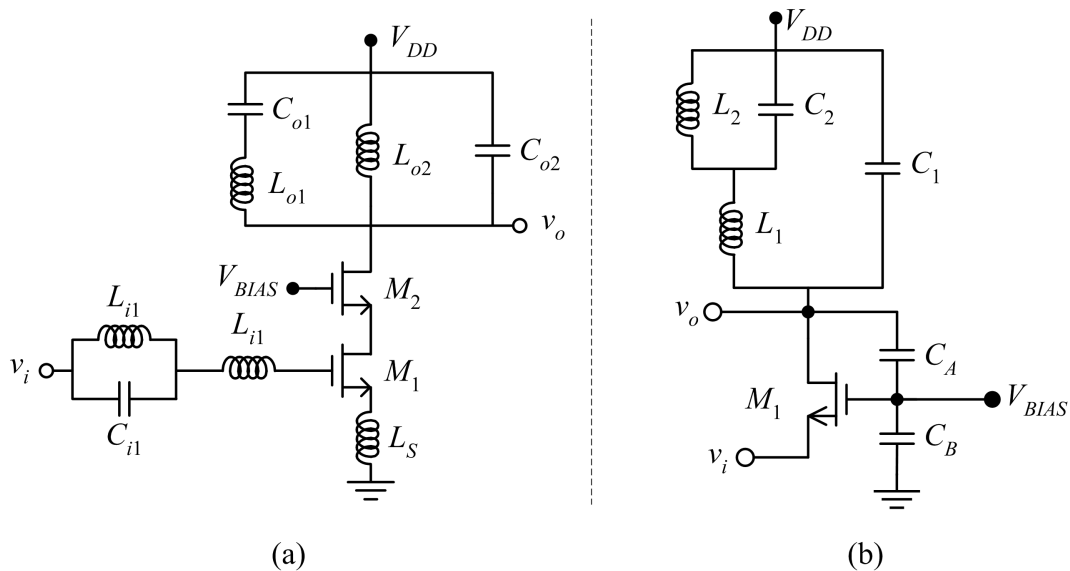 V_DD
C_o1
L_o1
L_o2
C_o2
v_o
V_BIAS
M_2
L_i1
L_i1
v_i
M_1
C_i1
L_S
(a)
V_DD
L_2
C_2
C_1
L_1
v_o
C_A
M_1
V_BIAS
v_i
C_B
(b)